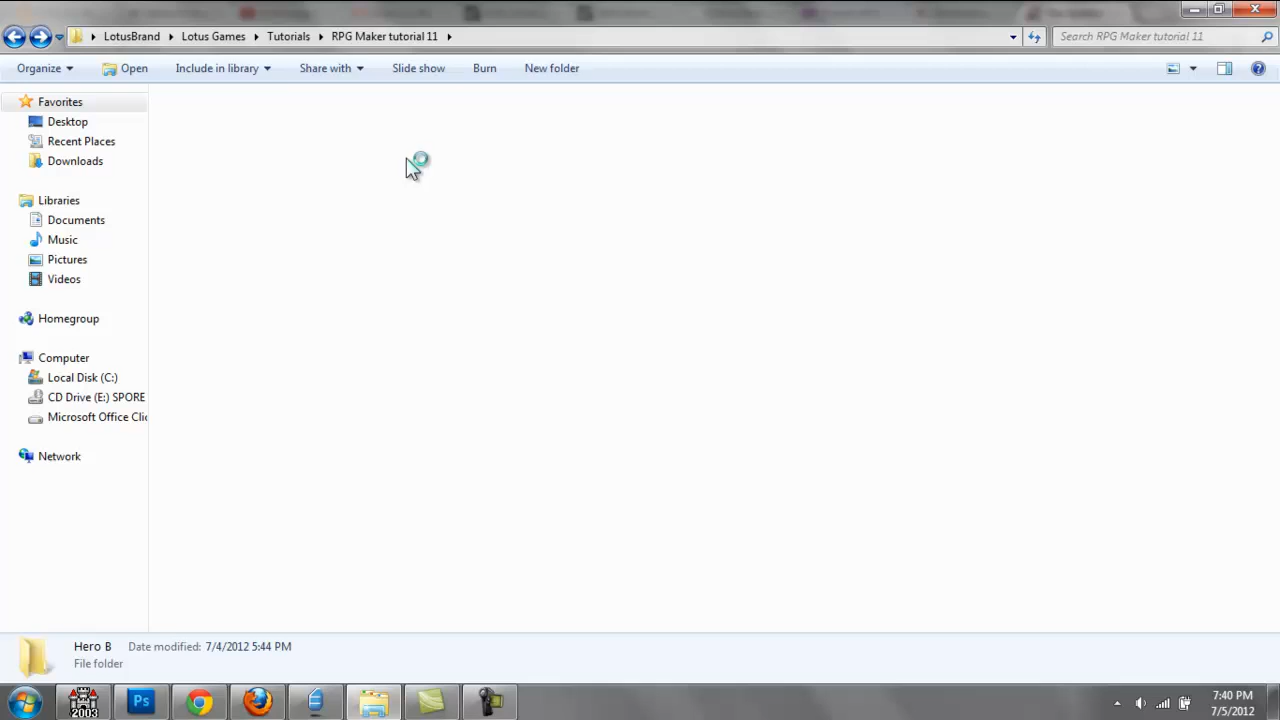 LotusBrand Lotus Games Tutorials RPG Maker tutorial 11
Search RPG Maker tutorial 11
Organize Open Include in library Share with Slide show Burn New folder
Favorites
Desktop
Recent Places
Downloads
Libraries
Documents
Music
Pictures
Videos
Homegroup
Computer
Local Disk (C:)
CD Drive (E:) SPORE
Microsoft Office Clic
Network
Hero B Date modified: 7/4/2012 5:44 PM
File folder
2003
Ps
7:40 PM
7/5/2012